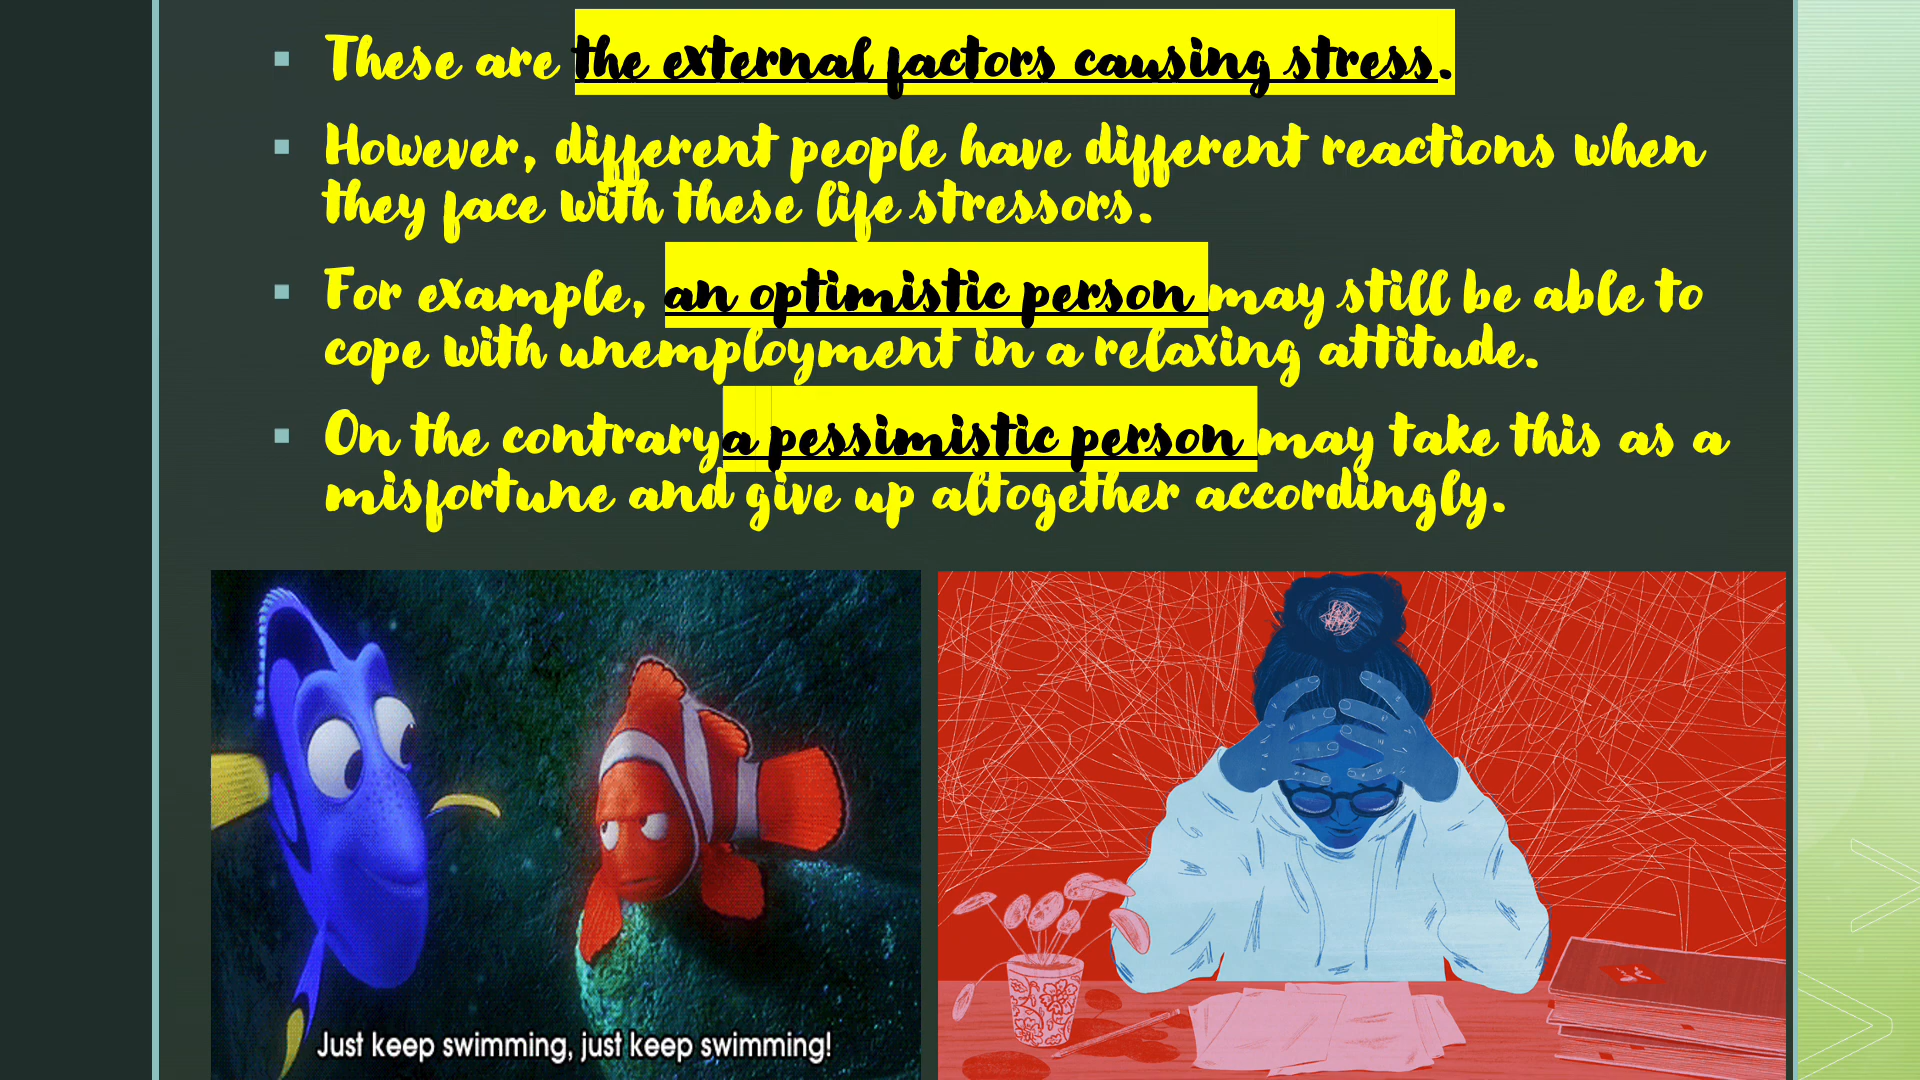 These are the external factors causing stress.
However, different people have different reactions when
they face with these life stressors.
For example, an optimistic person may still be able to
cope with unemployment in a relaxing attitude.
On the contrary a pessimistic person may take this as a
misfortune and give up altogether accordingly.
Just keep swimming, just keep swimming!